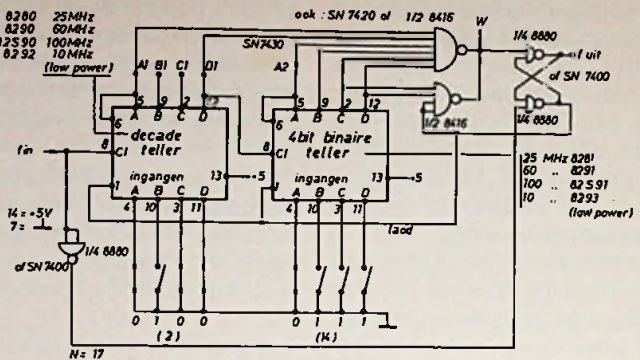 8280 25MHz
8290 60MHz
82S90 100MHz
8292 10MHz
(low power)
ook : SN 7420 of 1/2 8416
W
SN7430
1/4 8880
f uit
of SN 7400
1/4 8880
1/2 8416
A1 B1 C1 D1
A2
5 9 2 12
A B C D
6
decade
teller
8
C1
ingangen
13 +5
1
A B C D
4 10 3 11
5 9 2 12
A B C D
6
4bit binaire
teller
8
C1
ingangen
13 +5
1
A B C D
4 10 3 11
fin
25 MHz 8281
60 .. 8291
100 .. 82S91
10 .. 8293
(low power)
load
14 = +5V
7 =
1/4 8880
of SN 7400
0 1 0 0
(2)
0 1 1 1
(14)
N = 17